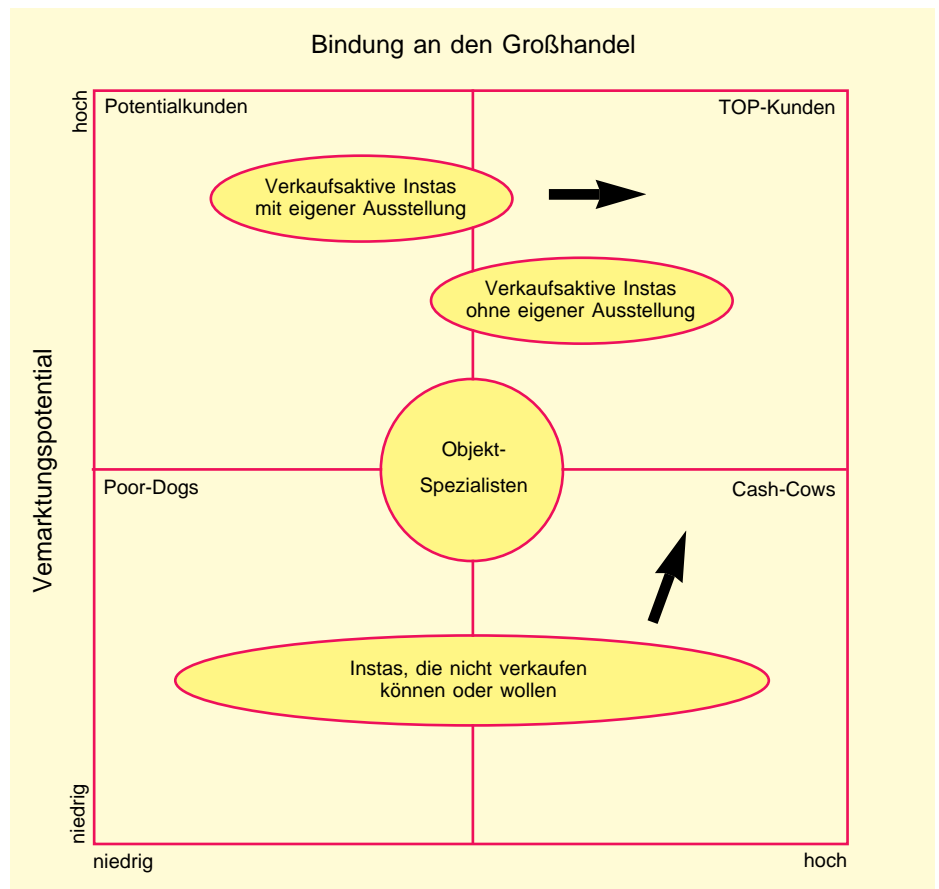 Bindung an den Großhandel
hoch
Potentialkunden
TOP-Kunden
Verkaufsaktive Instas
mit eigener Ausstellung
Verkaufsaktive Instas
ohne eigener Ausstellung
Vemarktungspotential
Objekt-
Spezialisten
Poor-Dogs
Cash-Cows
Instas, die nicht verkaufen
können oder wollen
niedrig
niedrig
hoch